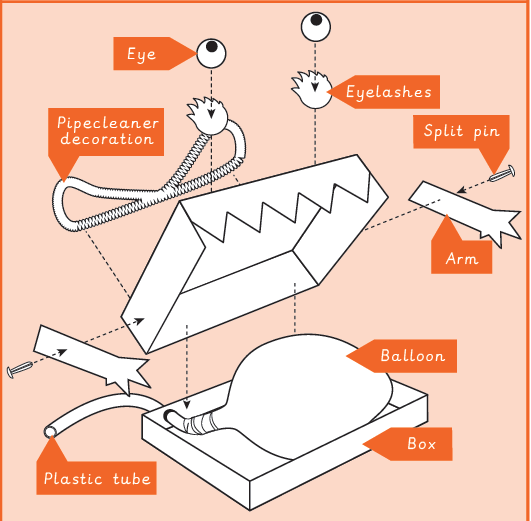 Eye
Eyelashes
Pipecleaner
decoration
Split pin
Arm
Balloon
Box
Plastic tube